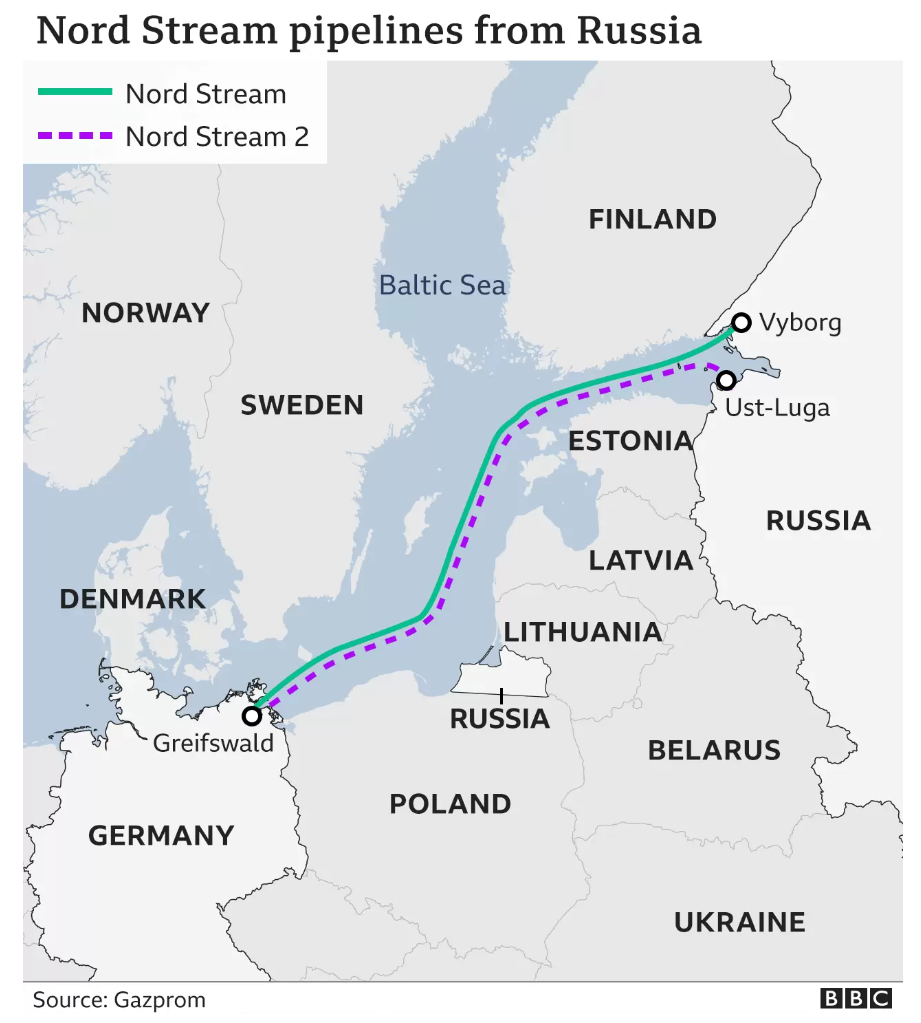 Nord Stream pipelines from Russia
Nord Stream
Nord Stream 2
FINLAND
Baltic Sea
NORWAY
Vyborg
SWEDEN
Ust-Luga
ESTONIA
RUSSIA
LATVIA
DENMARK
LITHUANIA
RUSSIA
Greifswald
BELARUS
POLAND
GERMANY
UKRAINE
Source: Gazprom
BBC